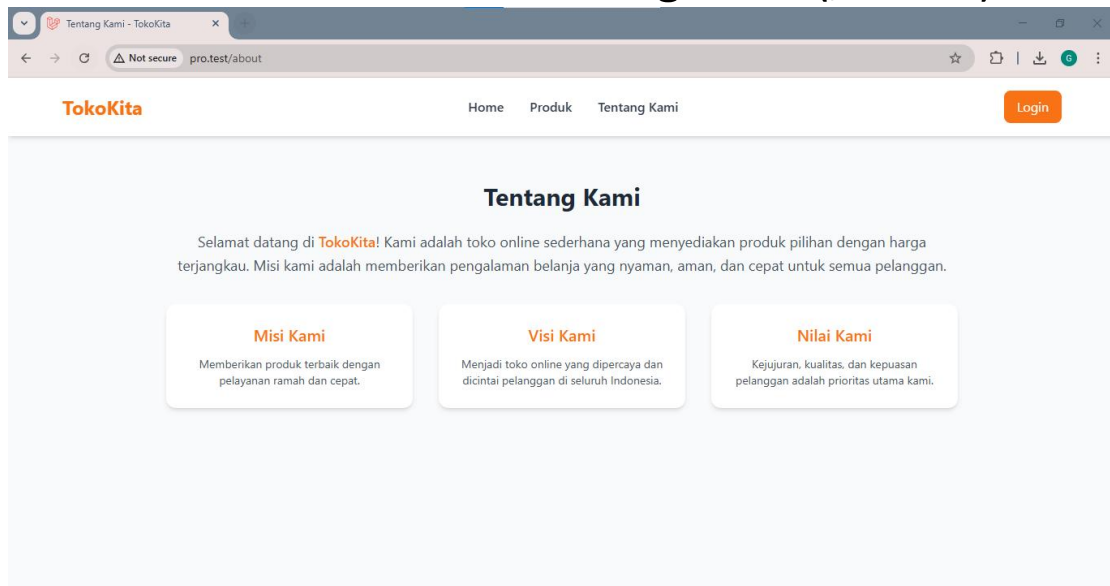 Tentang Kami - TokoKita
Not secure pro.test/about
G
TokoKita Home Produk Tentang Kami Login
Tentang Kami
Selamat datang di TokoKita! Kami adalah toko online sederhana yang menyediakan produk pilihan dengan harga
terjangkau. Misi kami adalah memberikan pengalaman belanja yang nyaman, aman, dan cepat untuk semua pelanggan.
Misi Kami
Memberikan produk terbaik dengan
pelayanan ramah dan cepat.
Visi Kami
Menjadi toko online yang dipercaya dan
dicintai pelanggan di seluruh Indonesia.
Nilai Kami
Kejujuran, kualitas, dan kepuasan
pelanggan adalah prioritas utama kami.